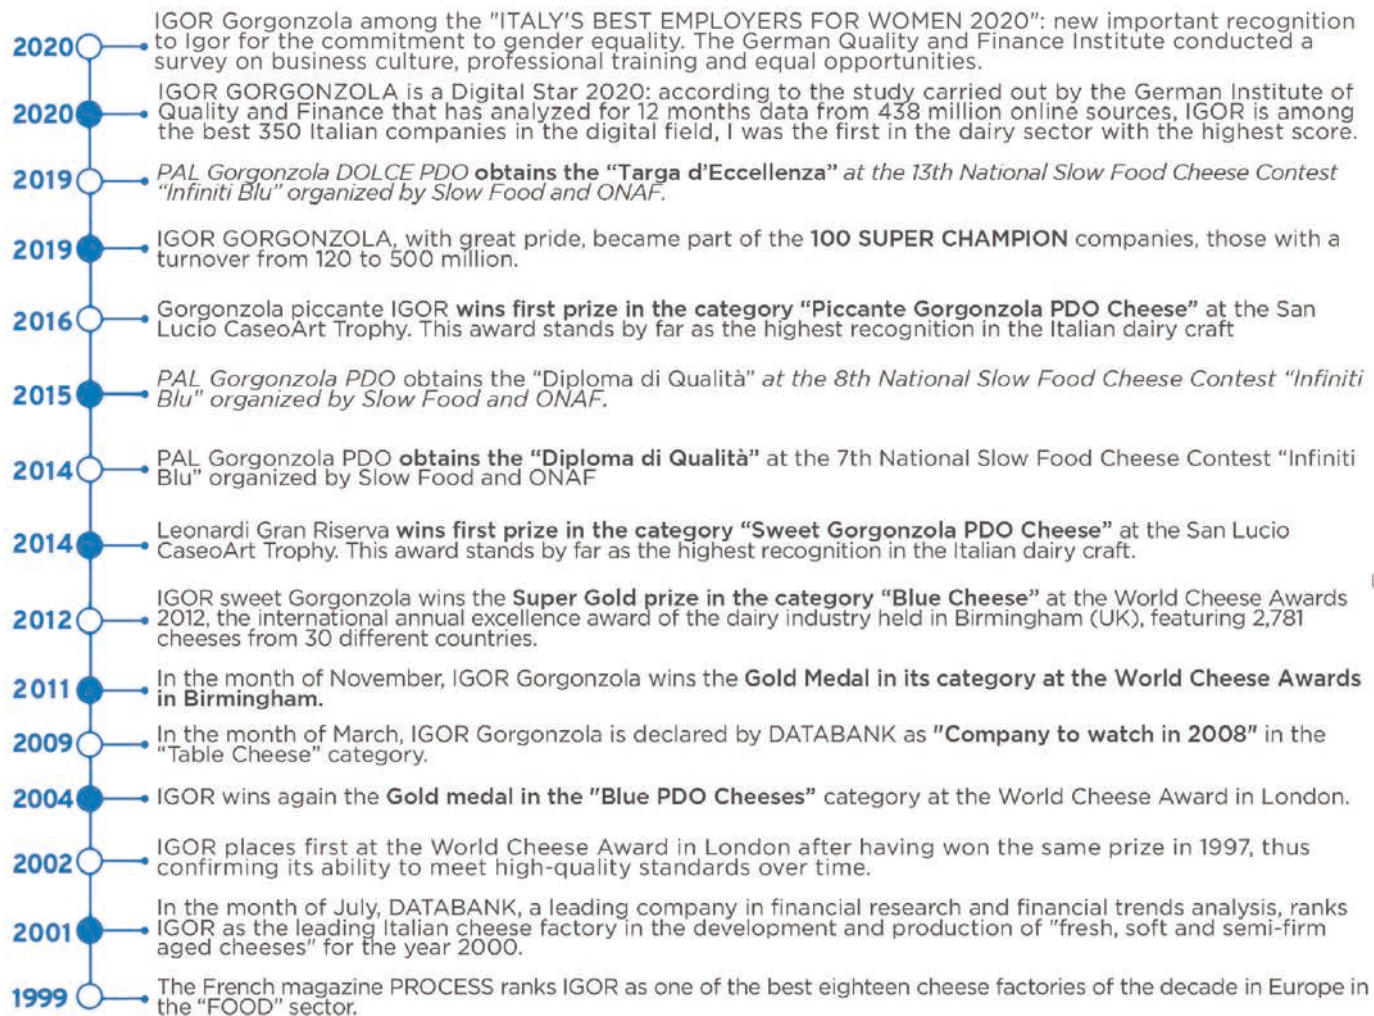 IGOR Gorgonzola among the "ITALY'S BEST EMPLOYERS FOR WOMEN 2020": new important recognition
2020 to Igor for the commitment to gender equality. The German Quality and Finance Institute conducted a
survey on business culture, professional training and equal opportunities.
IGOR GORGONZOLA is a Digital Star 2020: according to the study carried out by the German Institute of
2020 Quality and Finance that has analyzed for 12 months data from 438 million online sources, IGOR is among
the best 350 Italian companies in the digital field, I was the first in the dairy sector with the highest score.
2019 PAL Gorgonzola DOLCE PDO obtains the “Targa d’Eccellenza” at the 13th National Slow Food Cheese Contest
“Infiniti Blu” organized by Slow Food and ONAF.
2019 IGOR GORGONZOLA, with great pride, became part of the 100 SUPER CHAMPION companies, those with a
turnover from 120 to 500 million.
2016 Gorgonzola piccante IGOR wins first prize in the category “Piccante Gorgonzola PDO Cheese” at the San
Lucio CaseoArt Trophy. This award stands by far as the highest recognition in the Italian dairy craft
2015 PAL Gorgonzola PDO obtains the “Diploma di Qualità” at the 8th National Slow Food Cheese Contest “Infiniti
Blu” organized by Slow Food and ONAF.
2014 PAL Gorgonzola PDO obtains the “Diploma di Qualità” at the 7th National Slow Food Cheese Contest “Infiniti
Blu” organized by Slow Food and ONAF
2014 Leonardi Gran Riserva wins first prize in the category “Sweet Gorgonzola PDO Cheese” at the San Lucio
CaseoArt Trophy. This award stands by far as the highest recognition in the Italian dairy craft.
IGOR sweet Gorgonzola wins the Super Gold prize in the category “Blue Cheese” at the World Cheese Awards
2012 2012, the international annual excellence award of the dairy industry held in Birmingham (UK), featuring 2,781
cheeses from 30 different countries.
2011 In the month of November, IGOR Gorgonzola wins the Gold Medal in its category at the World Cheese Awards
in Birmingham.
2009 In the month of March, IGOR Gorgonzola is declared by DATABANK as "Company to watch in 2008" in the
“Table Cheese” category.
2004 IGOR wins again the Gold medal in the "Blue PDO Cheeses” category at the World Cheese Award in London.
2002 IGOR places first at the World Cheese Award in London after having won the same prize in 1997, thus
confirming its ability to meet high-quality standards over time.
In the month of July, DATABANK, a leading company in financial research and financial trends analysis, ranks
2001 IGOR as the leading Italian cheese factory in the development and production of "fresh, soft and semi-firm
aged cheeses" for the year 2000.
1999 The French magazine PROCESS ranks IGOR as one of the best eighteen cheese factories of the decade in Europe in
the “FOOD” sector.